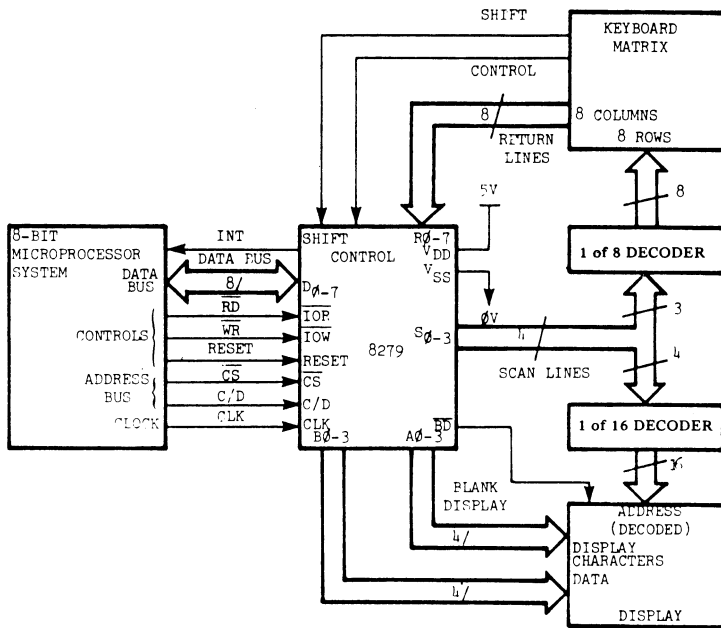 SHIFT
KEYBOARD
MATRIX
CONTROL
8
8 COLUMNS
8 ROWS
RETURN
LINES
8
5V
8-BIT
MICROPROCESSOR
SYSTEM
INT
SHIFT
RØ-7
1 of 8 DECODER
DATA BUS
CONTROL
VDD
DATA
BUS
8/
DØ-7
VSS
RD
IOR
3
CONTROLS
WR
IOW
SØ-3
4
ØV
RESET
RESET
8279
4
SCAN LINES
ADDRESS
BUS
CS
CS
C/D
C/D
1 of 16 DECODER
CLOCK
CLK
CLK
BØ-3
AØ-3
BD
16
BLANK
DISPLAY
ADDRESS
(DECODED)
4/
DISPLAY
CHARACTERS
DATA
4/
DISPLAY